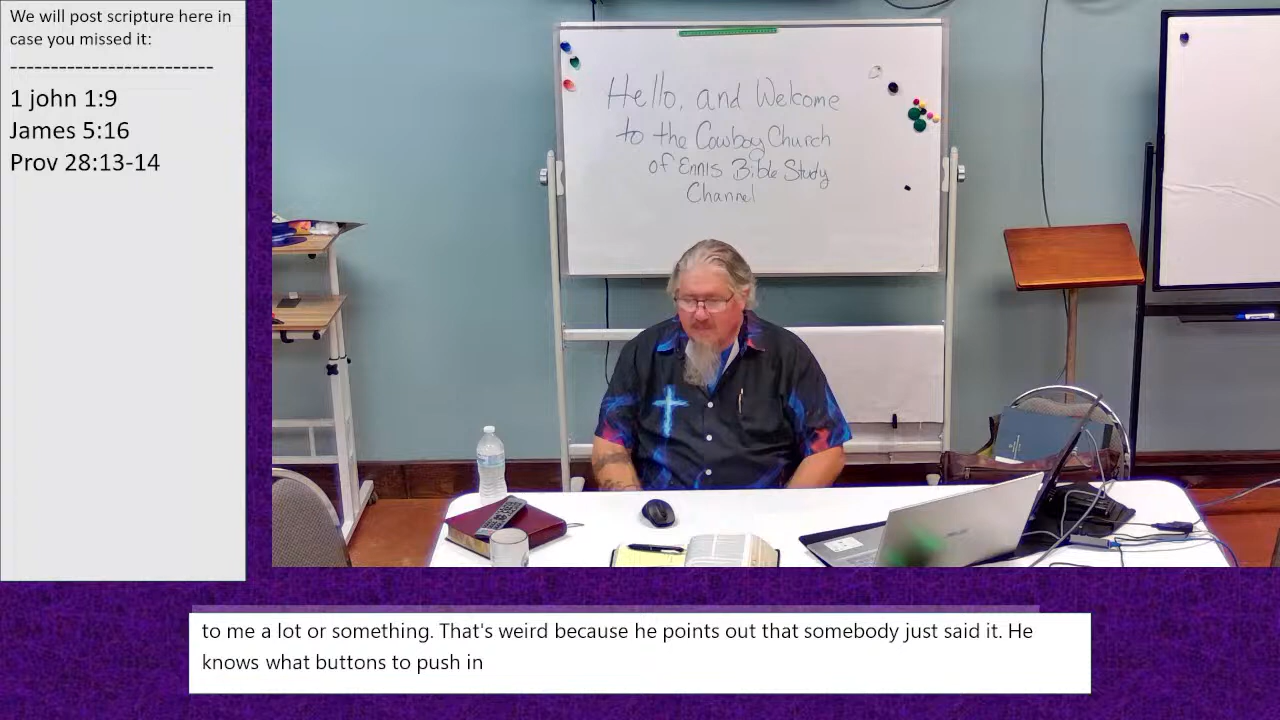 We will post scripture here in
case you missed it:
-------------------------
1 john 1:9
James 5:16
Prov 28:13-14
Hello, and Welcome
to the Cowboy Church
of Ennis Bible Study
Channel
to me a lot or something. That's weird because he points out that somebody just said it. He
knows what buttons to push in